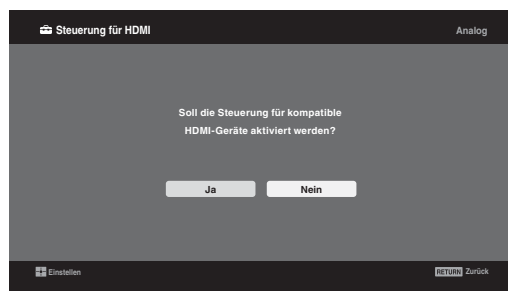 Steuerung für HDMI
Analog
Soll die Steuerung für kompatible
HDMI-Geräte aktiviert werden?
Ja
Nein
Einstellen
RETURN Zurück